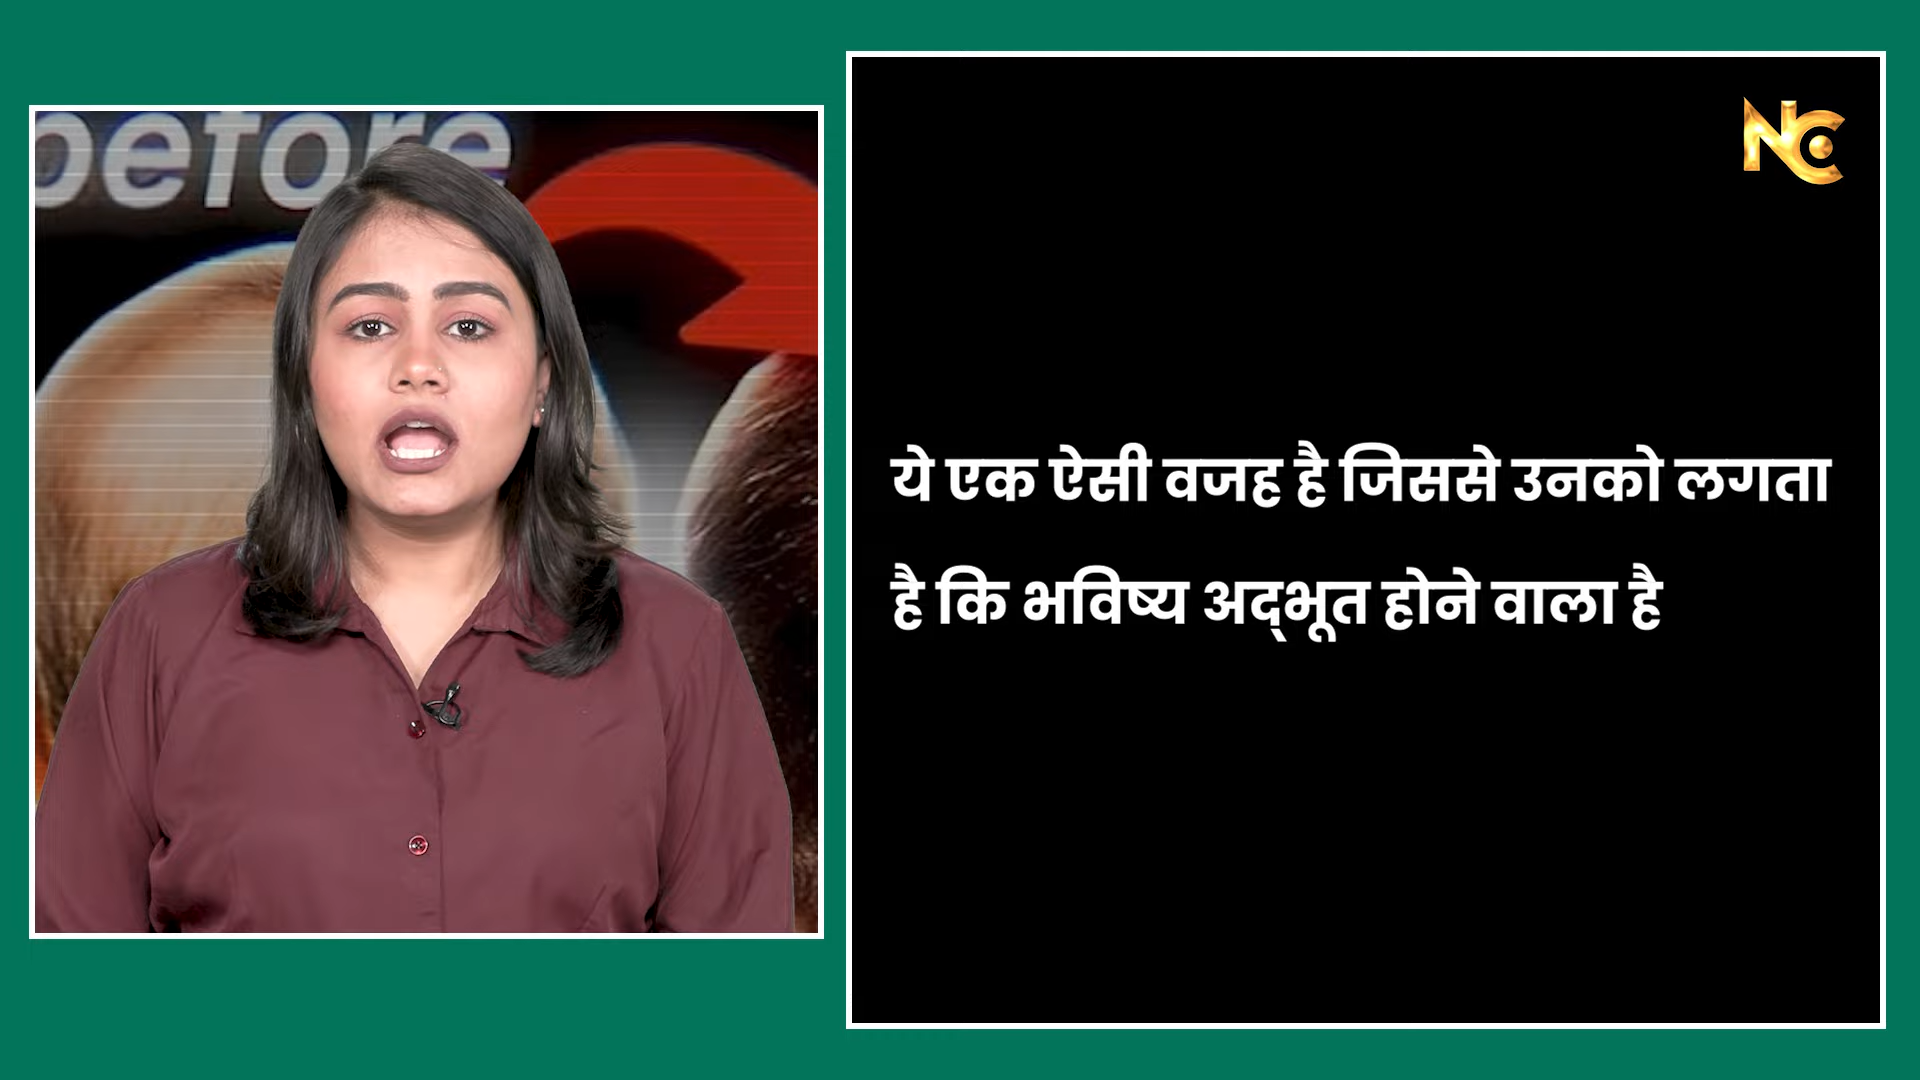 before
NC
ये एक ऐसी वजह है जिससे उनको लगता
है कि भविष्य अद्‌भूत होने वाला है